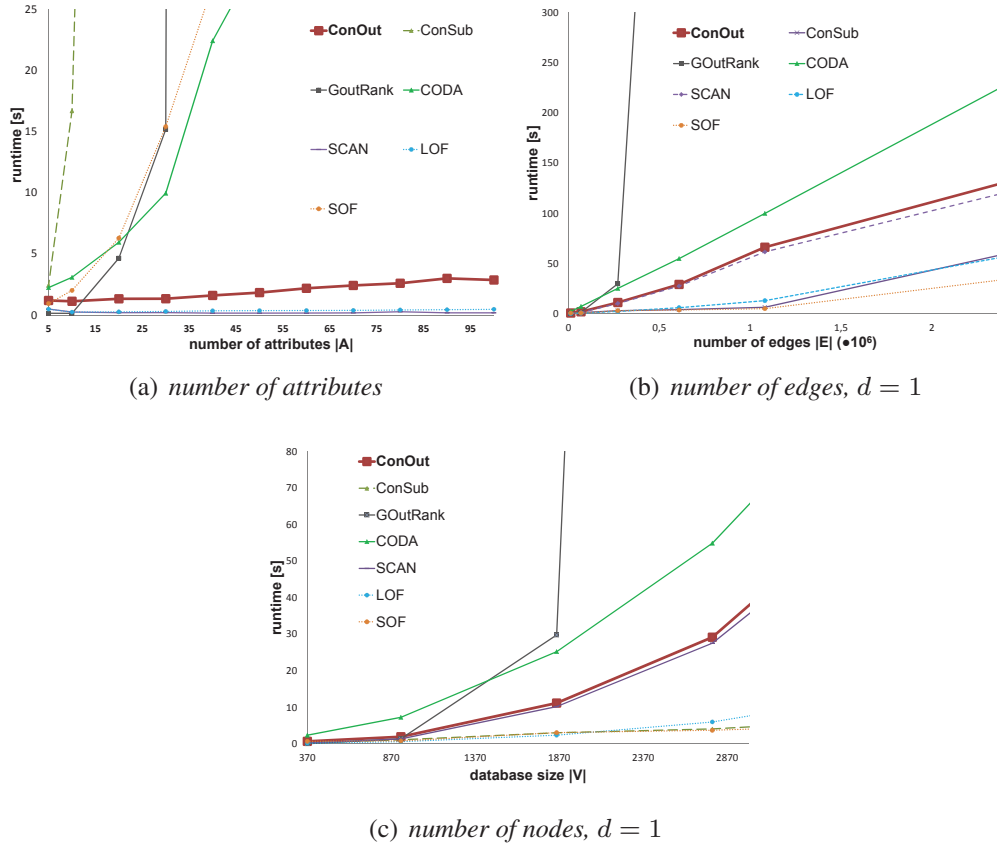 25
20
15
10
5
0
runtime [s]
ConOut
ConSub
GoutRank
CODA
SCAN
LOF
SOF
5 15 25 35 45 55 65 75 85 95
number of attributes |A|
(a) number of attributes
300
250
200
150
100
50
0
runtime [s]
ConOut
ConSub
GOutRank
CODA
SCAN
LOF
SOF
0 0,5 1 1,5 2
number of edges |E| (●10⁶)
(b) number of edges, d = 1
80
70
60
50
40
30
20
10
0
runtime [s]
ConOut
ConSub
GOutRank
CODA
SCAN
LOF
SOF
370 870 1370 1870 2370 2870
database size |V|
(c) number of nodes, d = 1